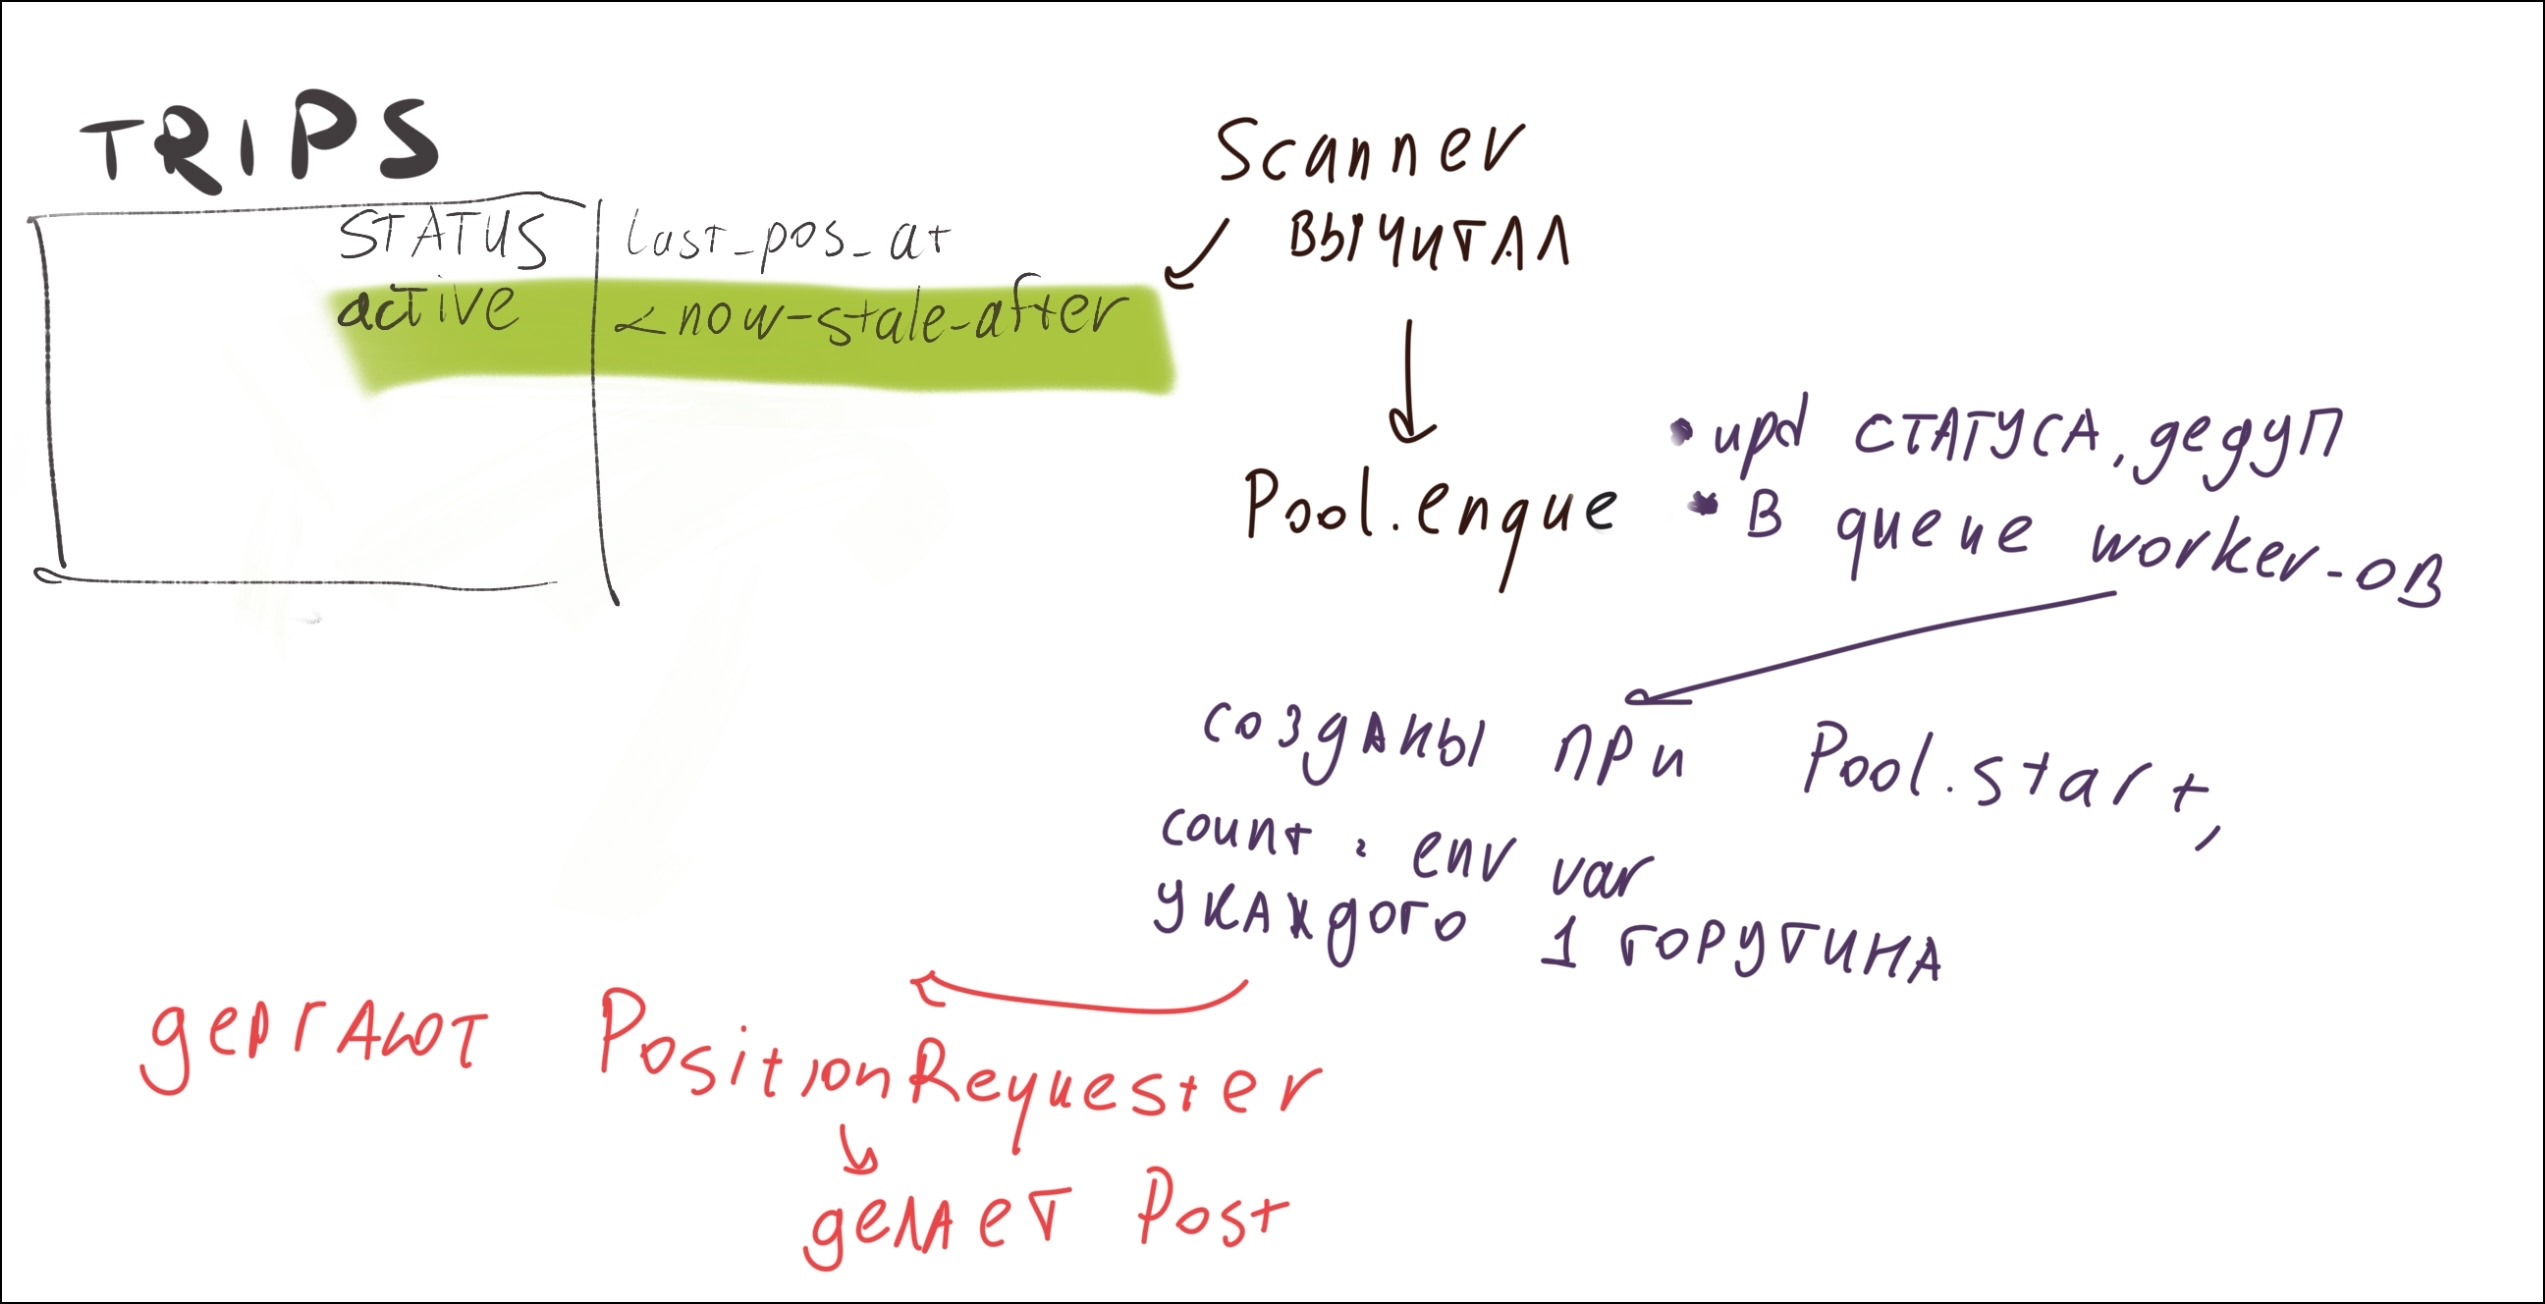 TRIPS
STATUS last_pos_at
active <now-stale-after
Scanner
ВЫЧИТАЛ
Pool.enque
• upd СТАТУСА, дедуп
• В queue worker-ов
созданы при Pool.start,
count = env var
у каждого 1 горутина
дергают PositionRequester
делает Post